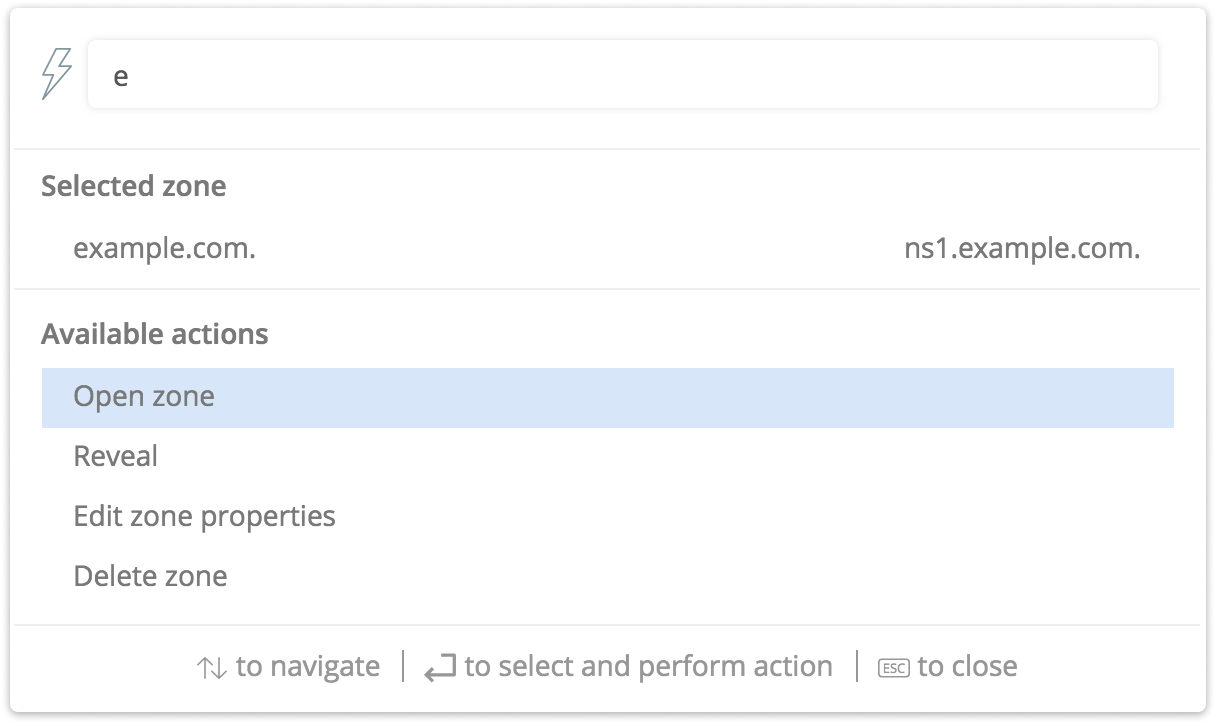 e
Selected zone
example.com. ns1.example.com.
Available actions
Open zone
Reveal
Edit zone properties
Delete zone
↑↓ to navigate | ↵ to select and perform action | ESC to close